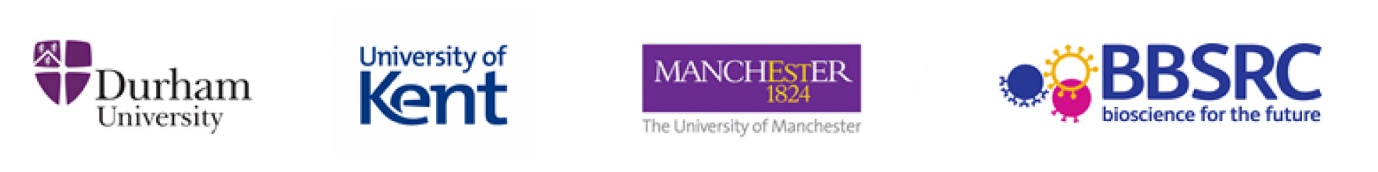 Durham
University
University of
Kent
MANCHESTER
1824
The University of Manchester
BBSRC
bioscience for the future